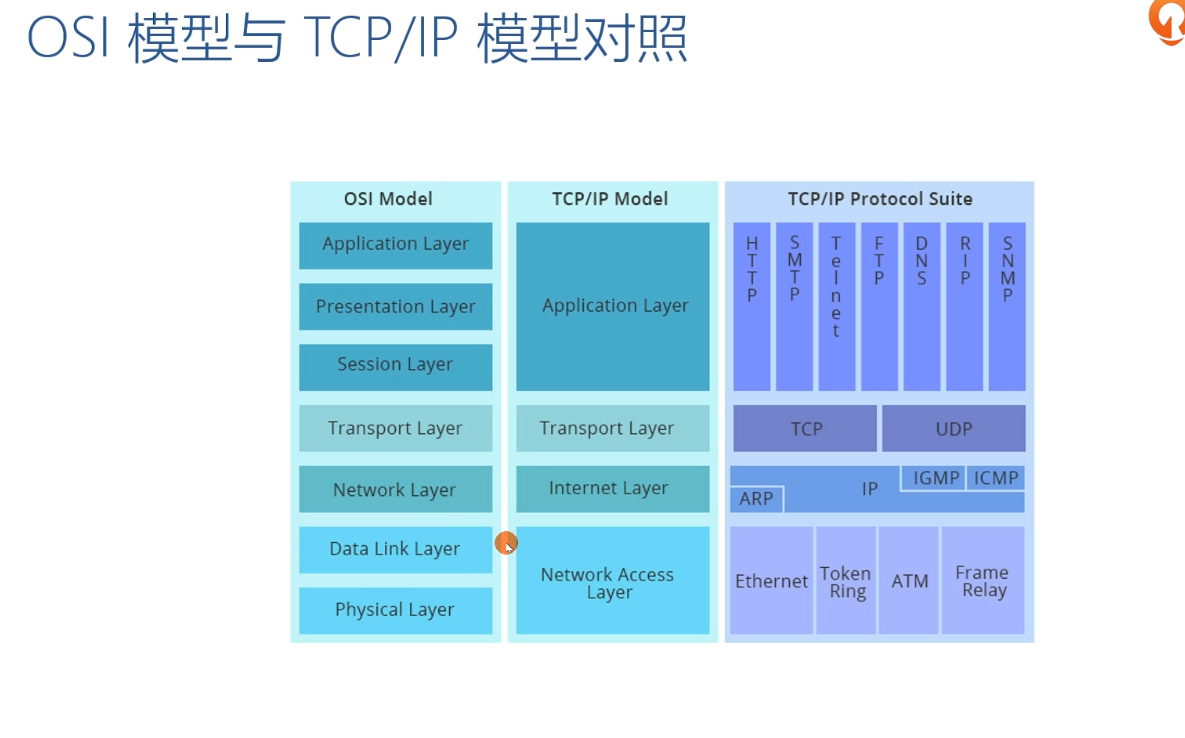 OSI 模型与 TCP/IP 模型对照
OSI Model
Application Layer
Presentation Layer
Session Layer
Transport Layer
Network Layer
Data Link Layer
Physical Layer
TCP/IP Model
Application Layer
Transport Layer
Internet Layer
Network Access
Layer
TCP/IP Protocol Suite
HTTP
SMTP
Telnet
FTP
DNS
RIP
SNMP
TCP
UDP
ARP
IP
IGMP
ICMP
Ethernet
Token
Ring
ATM
Frame
Relay